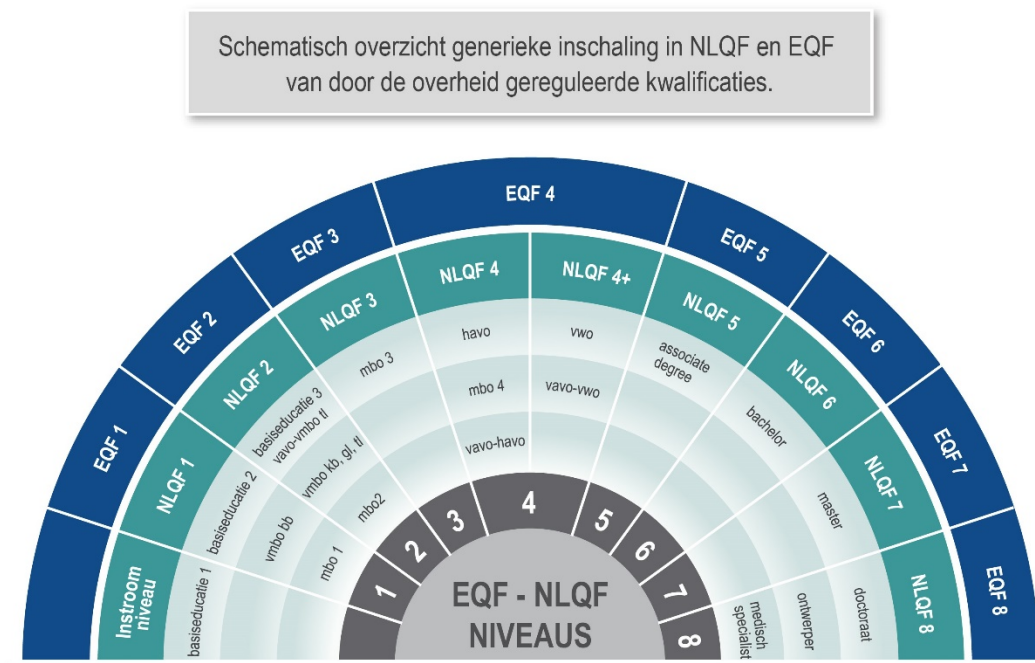 Schematisch overzicht generieke inschaling in NLQF en EQF
van door de overheid gereguleerde kwalificaties.
EQF 1
EQF 2
EQF 3
EQF 4
EQF 5
EQF 6
EQF 7
EQF 8
Instroom
niveau
NLQF 1
NLQF 2
NLQF 3
NLQF 4
NLQF 4+
NLQF 5
NLQF 6
NLQF 7
NLQF 8
basiseducatie 1
basiseducatie 2
vmbo bb
mbo 1
basiseducatie 3
vavo-vmbo tl
vmbo kb, gl, tl
mbo2
mbo 3
havo
mbo 4
vavo-havo
vwo
vavo-vwo
associate
degree
bachelor
master
doctoraat
ontwerper
medisch
specialist
1
2
3
4
5
6
7
8
EQF - NLQF
NIVEAUS